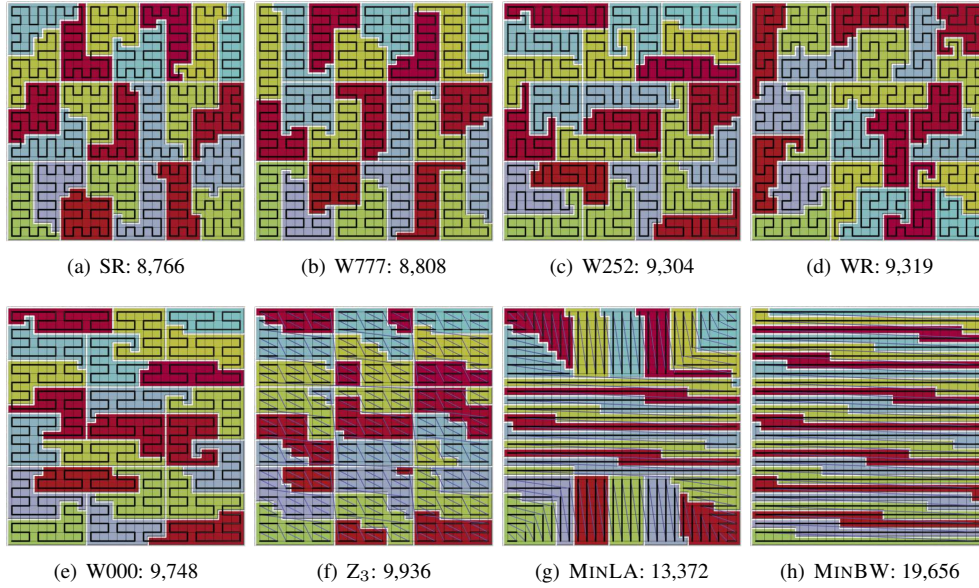 (a) SR: 8,766
(b) W777: 8,808
(c) W252: 9,304
(d) WR: 9,319
(e) W000: 9,748
(f) Z₃: 9,936
(g) MINLA: 13,372
(h) MINBW: 19,656